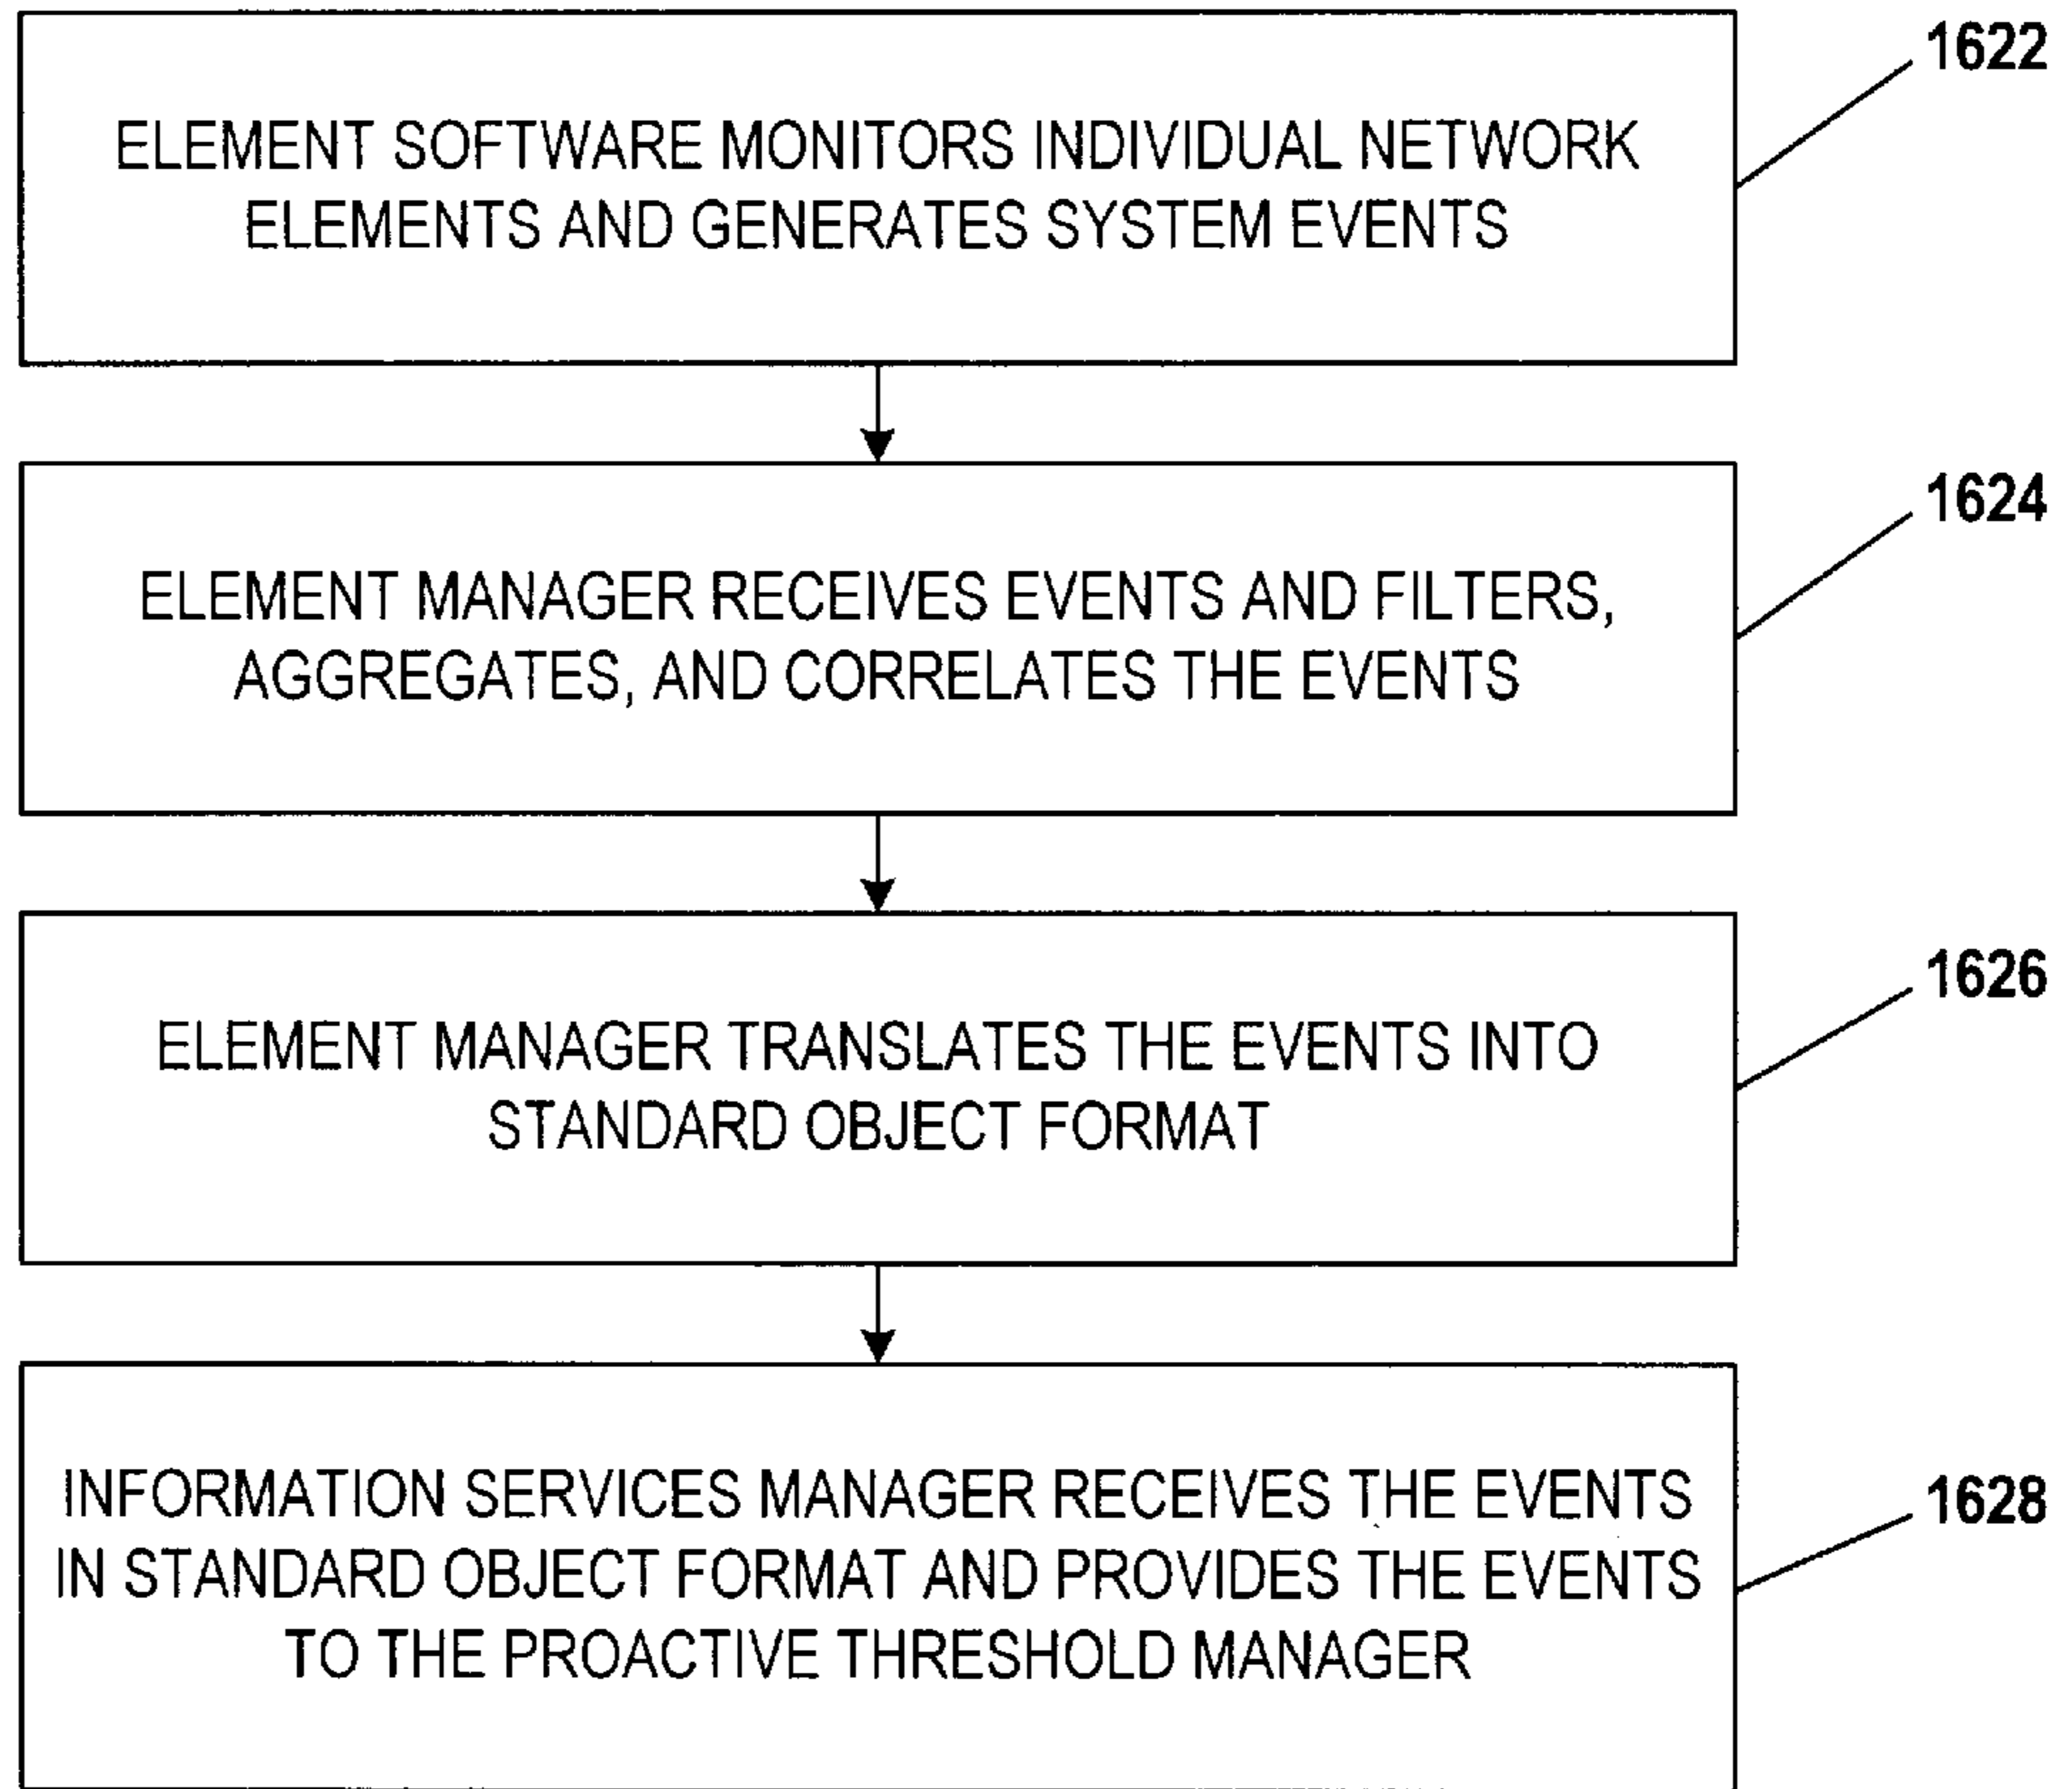 1622
ELEMENT SOFTWARE MONITORS INDIVIDUAL NETWORK
ELEMENTS AND GENERATES SYSTEM EVENTS
1624
ELEMENT MANAGER RECEIVES EVENTS AND FILTERS,
AGGREGATES, AND CORRELATES THE EVENTS
1626
ELEMENT MANAGER TRANSLATES THE EVENTS INTO
STANDARD OBJECT FORMAT
1628
INFORMATION SERVICES MANAGER RECEIVES THE EVENTS
IN STANDARD OBJECT FORMAT AND PROVIDES THE EVENTS
TO THE PROACTIVE THRESHOLD MANAGER